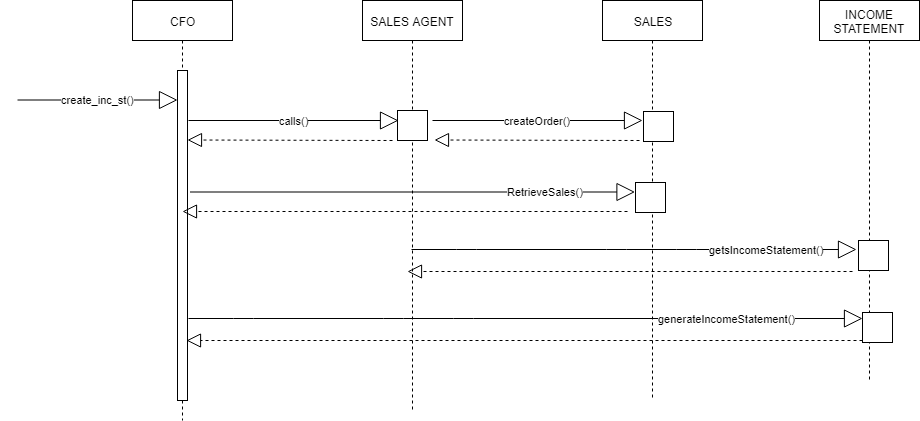 CFO
SALES AGENT
SALES
INCOME
STATEMENT
create_inc_st()
calls()
createOrder()
RetrieveSales()
getsIncomeStatement()
generateIncomeStatement()